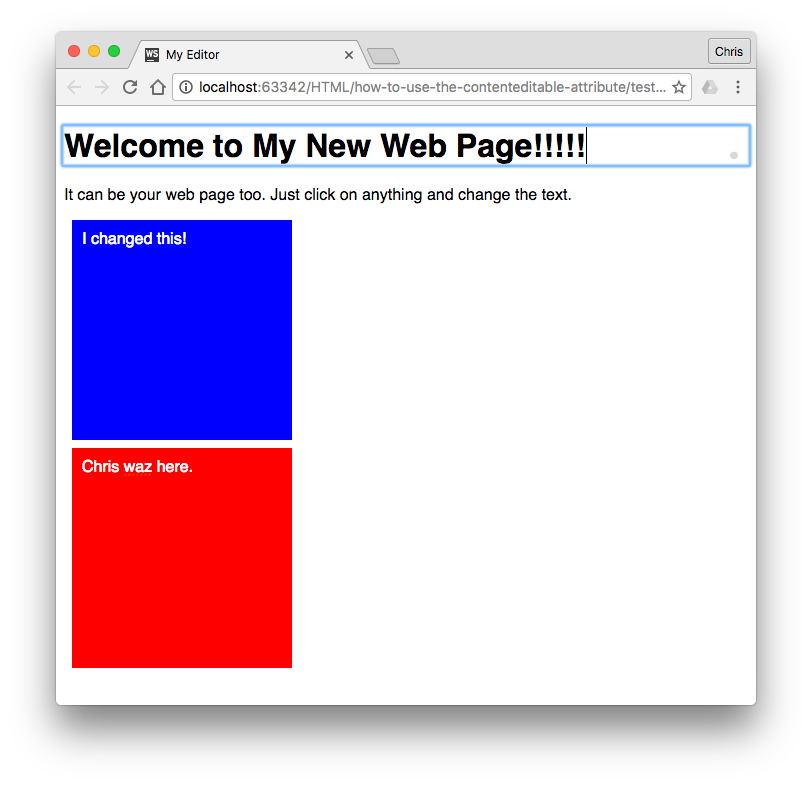 WS My Editor
Chris
localhost:63342/HTML/how-to-use-the-contenteditable-attribute/test...
Welcome to My New Web Page!!!!!
It can be your web page too. Just click on anything and change the text.
I changed this!
Chris waz here.